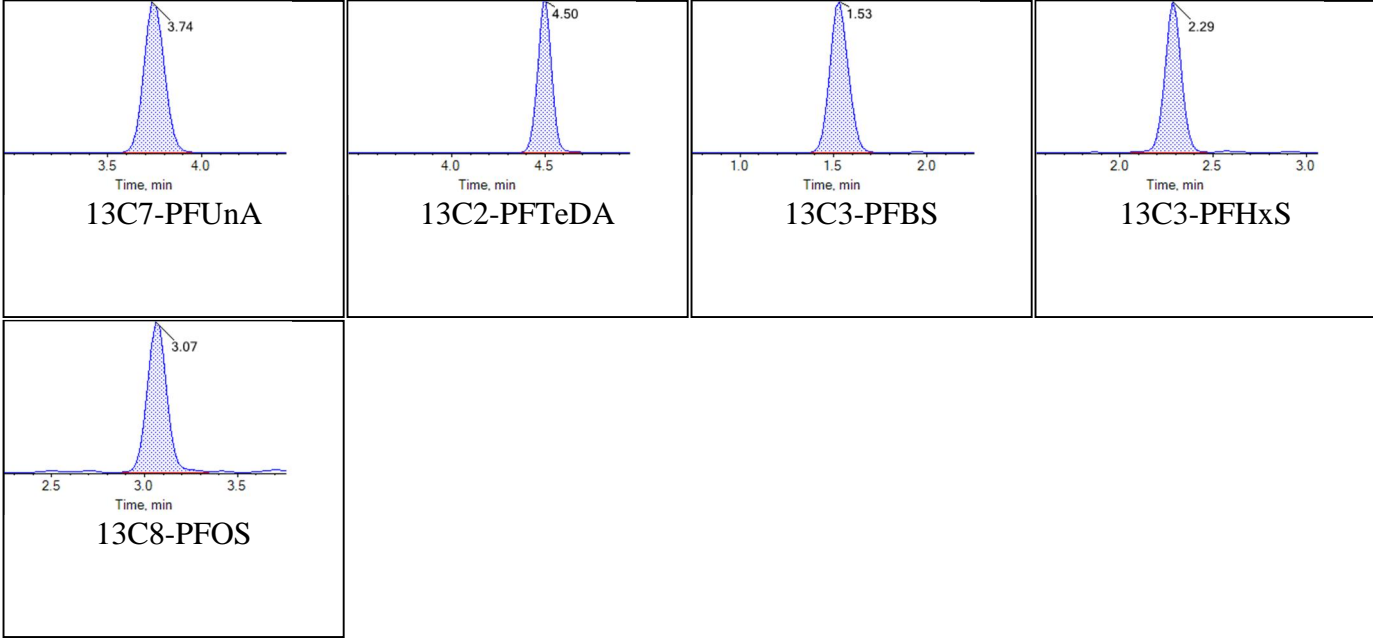 3.74
3.5 4.0
Time, min
13C7-PFUnA
4.50
4.0 4.5
Time, min
13C2-PFTeDA
1.53
1.0 1.5 2.0
Time, min
13C3-PFBS
2.29
2.0 2.5 3.0
Time, min
13C3-PFHxS
3.07
2.5 3.0 3.5
Time, min
13C8-PFOS